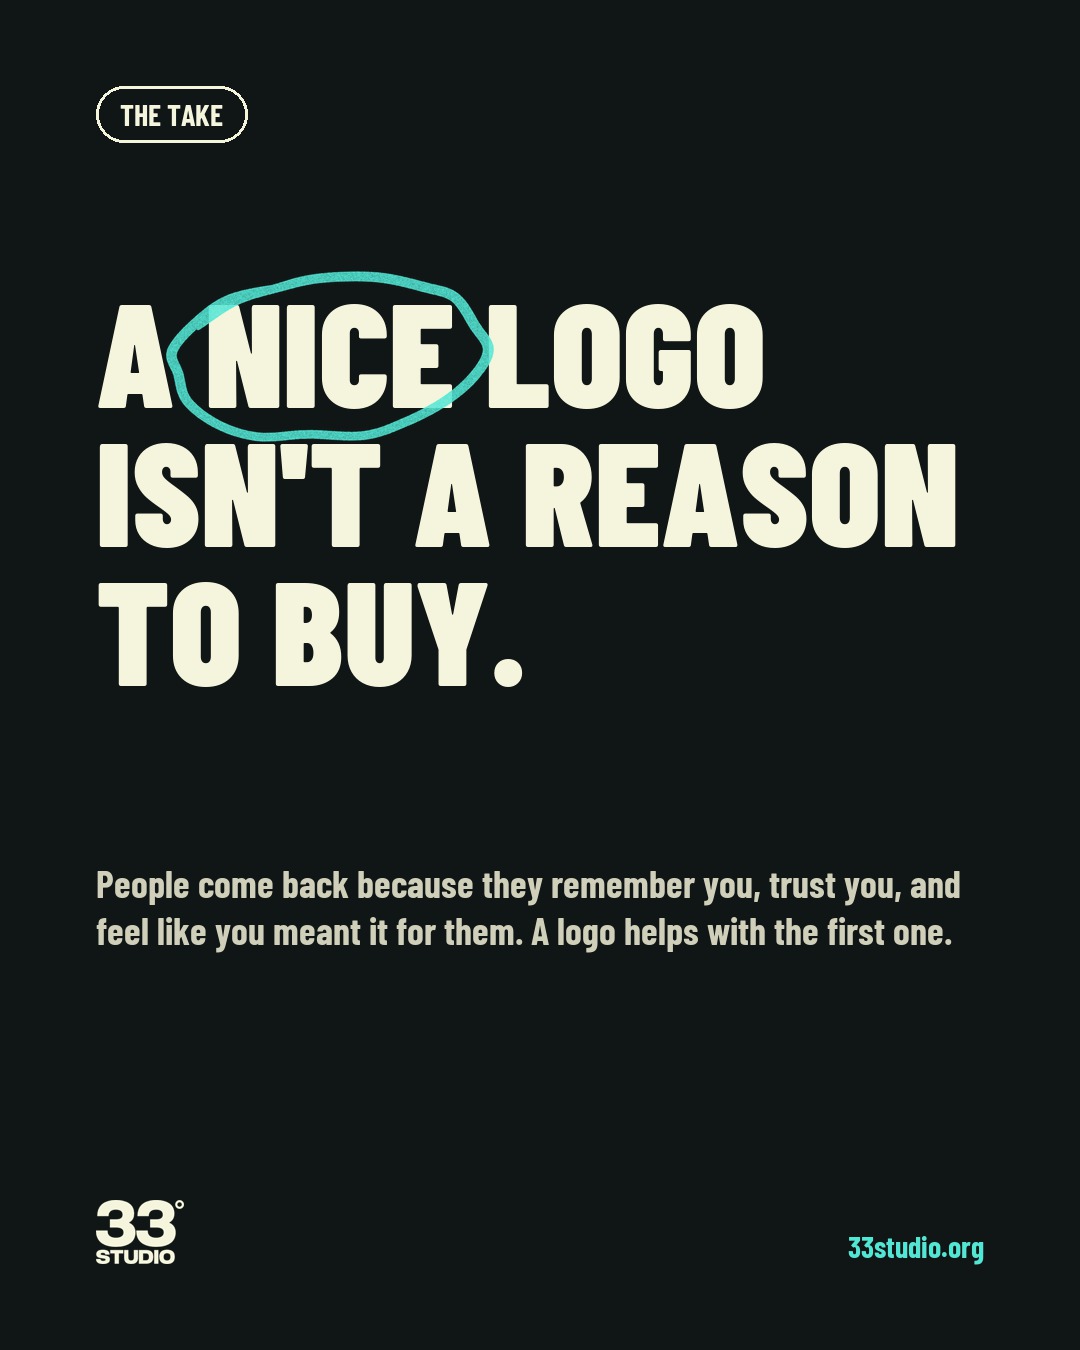 THE TAKE
A NICE LOGO
ISN'T A REASON
TO BUY.
People come back because they remember you, trust you, and
feel like you meant it for them. A logo helps with the first one.
33°
STUDIO
33studio.org